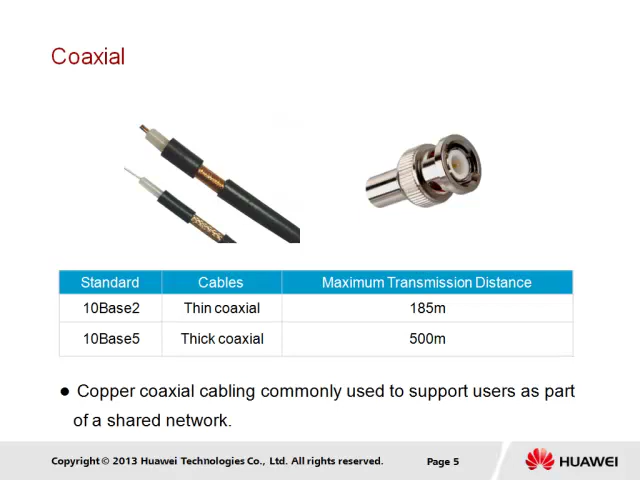 Coaxial
Standard Cables Maximum Transmission Distance
10Base2 Thin coaxial 185m
10Base5 Thick coaxial 500m
● Copper coaxial cabling commonly used to support users as part
of a shared network.
Copyright © 2013 Huawei Technologies Co., Ltd. All rights reserved. Page 5 HUAWEI